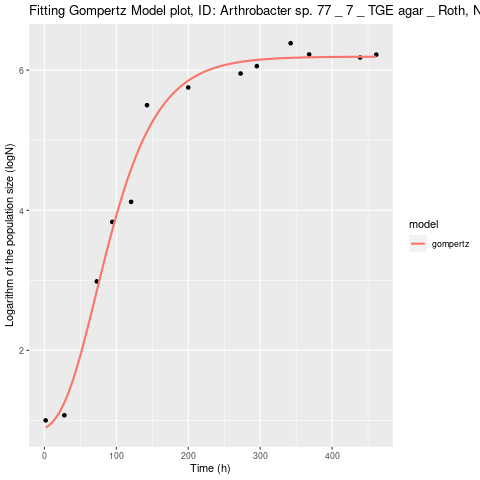 Fitting Gompertz Model plot, ID: Arthrobacter sp. 77 _ 7 _ TGE agar _ Roth, N
6
4
2
Logarithm of the population size (logN)
0 100 200 300 400
Time (h)
model
gompertz